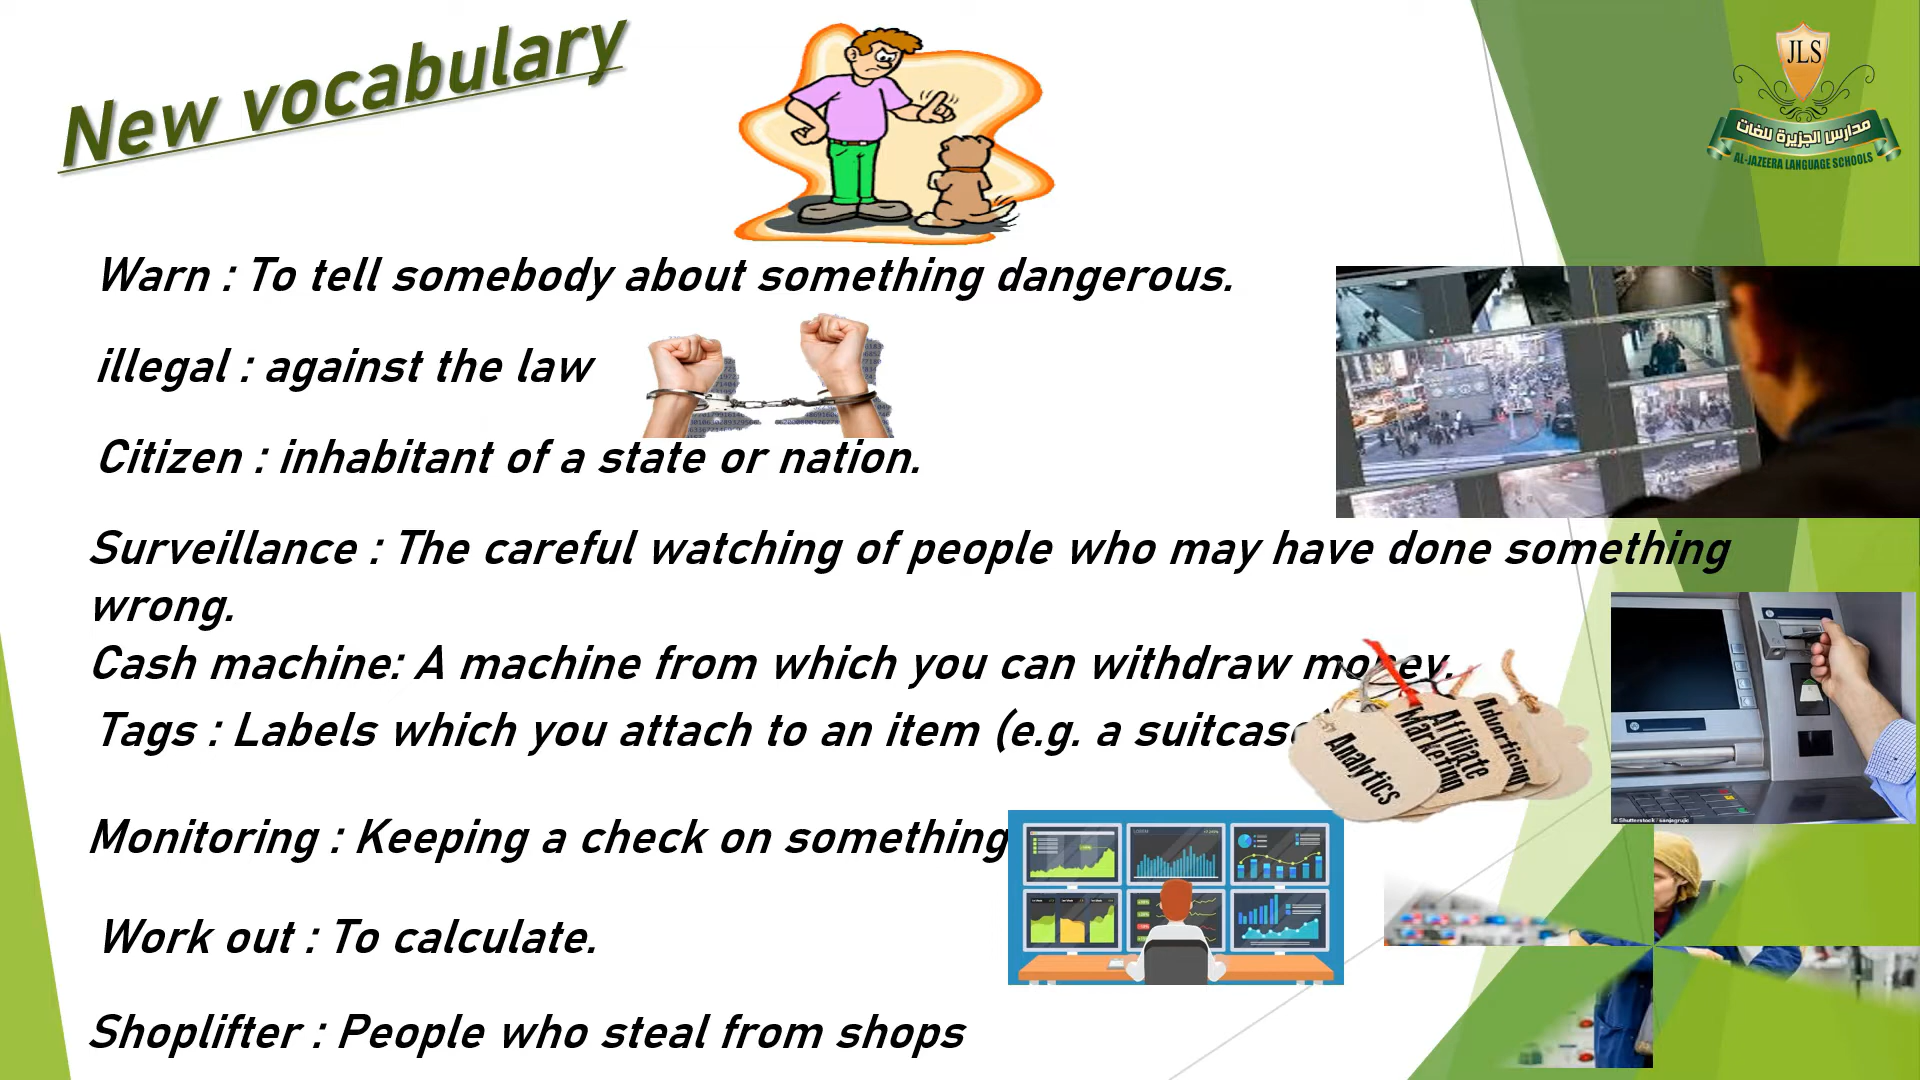 New vocabulary
JLS
مدارس الجزيرة للغات
AL-JAZEERA LANGUAGE SCHOOLS
Warn : To tell somebody about something dangerous.
illegal : against the law
Citizen : inhabitant of a state or nation.
Surveillance : The careful watching of people who may have done something
wrong.
Cash machine: A machine from which you can withdraw money.
Tags : Labels which you attach to an item (e.g. a suitcase)
Analytics
Affiliate
Marketing
Advertising
© Shutterstock / sanjagrujic
Monitoring : Keeping a check on something
Work out : To calculate.
Shoplifter : People who steal from shops